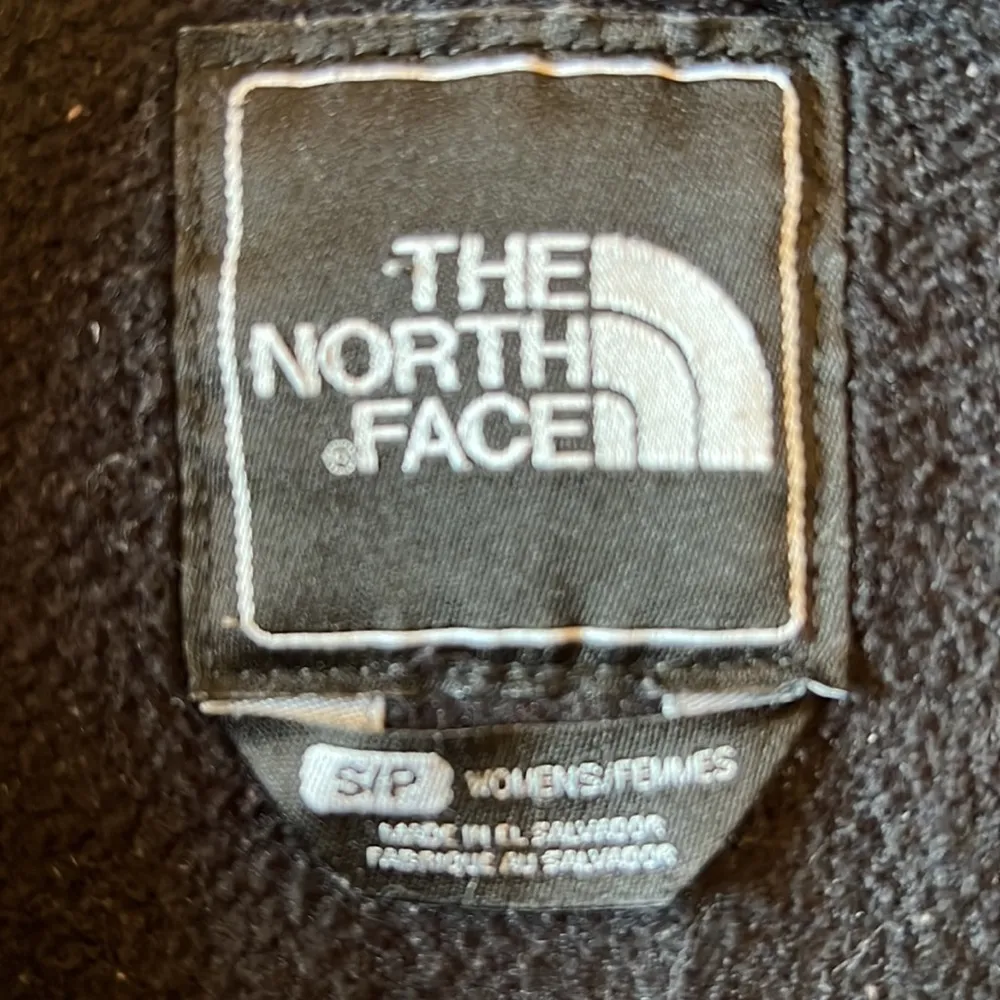 THE
NORTH
FACE®
S/P WOMENS/FEMMES
MADE IN EL SALVADOR
FABRIQUE AU SALVADOR